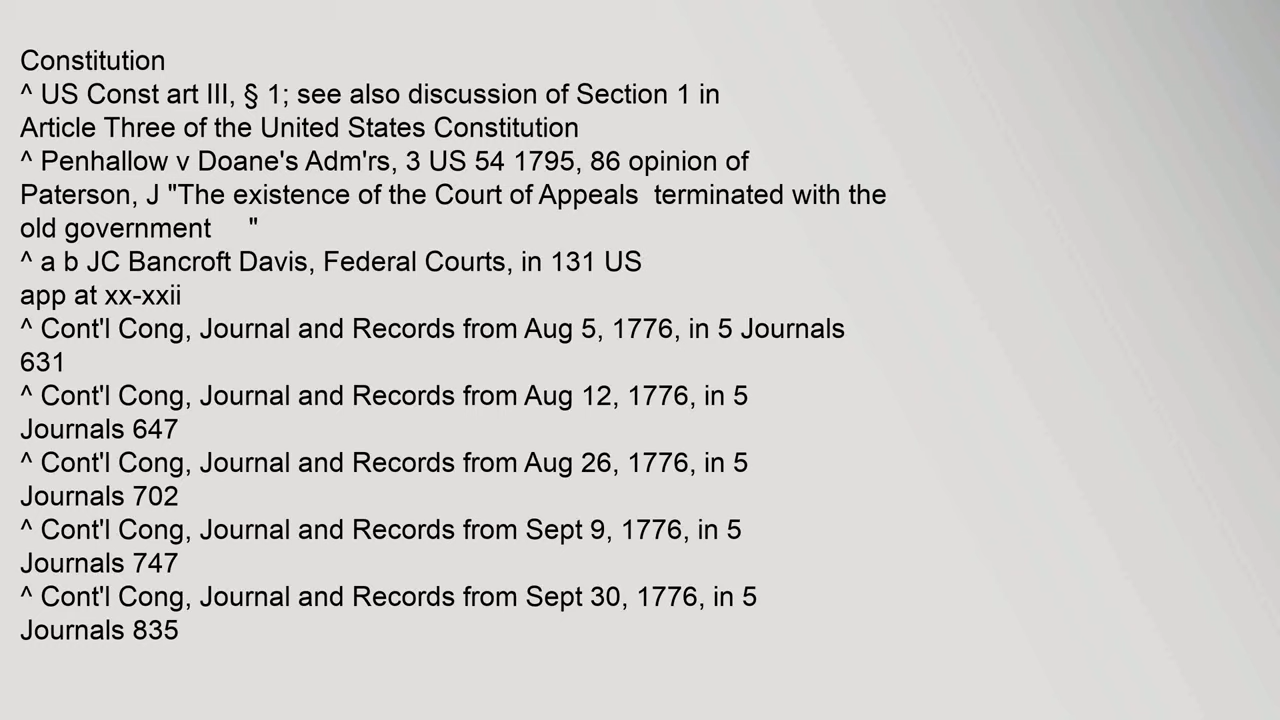 Constitution
^ US Const art III, § 1; see also discussion of Section 1 in
Article Three of the United States Constitution
^ Penhallow v Doane's Adm'rs, 3 US 54 1795, 86 opinion of
Paterson, J "The existence of the Court of Appeals  terminated with the
old government     "
^ a b JC Bancroft Davis, Federal Courts, in 131 US
app at xx-xxii
^ Cont'l Cong, Journal and Records from Aug 5, 1776, in 5 Journals
631
^ Cont'l Cong, Journal and Records from Aug 12, 1776, in 5
Journals 647
^ Cont'l Cong, Journal and Records from Aug 26, 1776, in 5
Journals 702
^ Cont'l Cong, Journal and Records from Sept 9, 1776, in 5
Journals 747
^ Cont'l Cong, Journal and Records from Sept 30, 1776, in 5
Journals 835